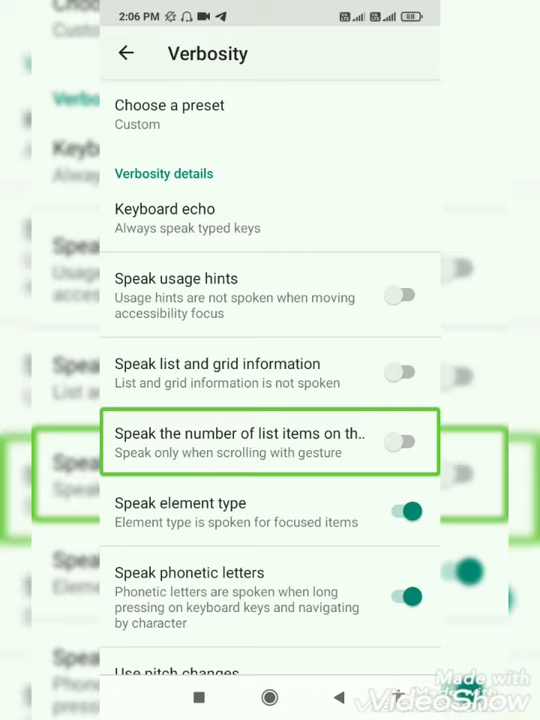 2:06 PM
88
Verbosity
Choose a preset
Custom
Verbosity details
Keyboard echo
Always speak typed keys
Speak usage hints
Usage hints are not spoken when moving
accessibility focus
Speak list and grid information
List and grid information is not spoken
Speak the number of list items on th..
Speak only when scrolling with gesture
Speak element type
Element type is spoken for focused items
Speak phonetic letters
Phonetic letters are spoken when long
pressing on keyboard keys and navigating
by character
Use pitch changes
Made with
VideoShow